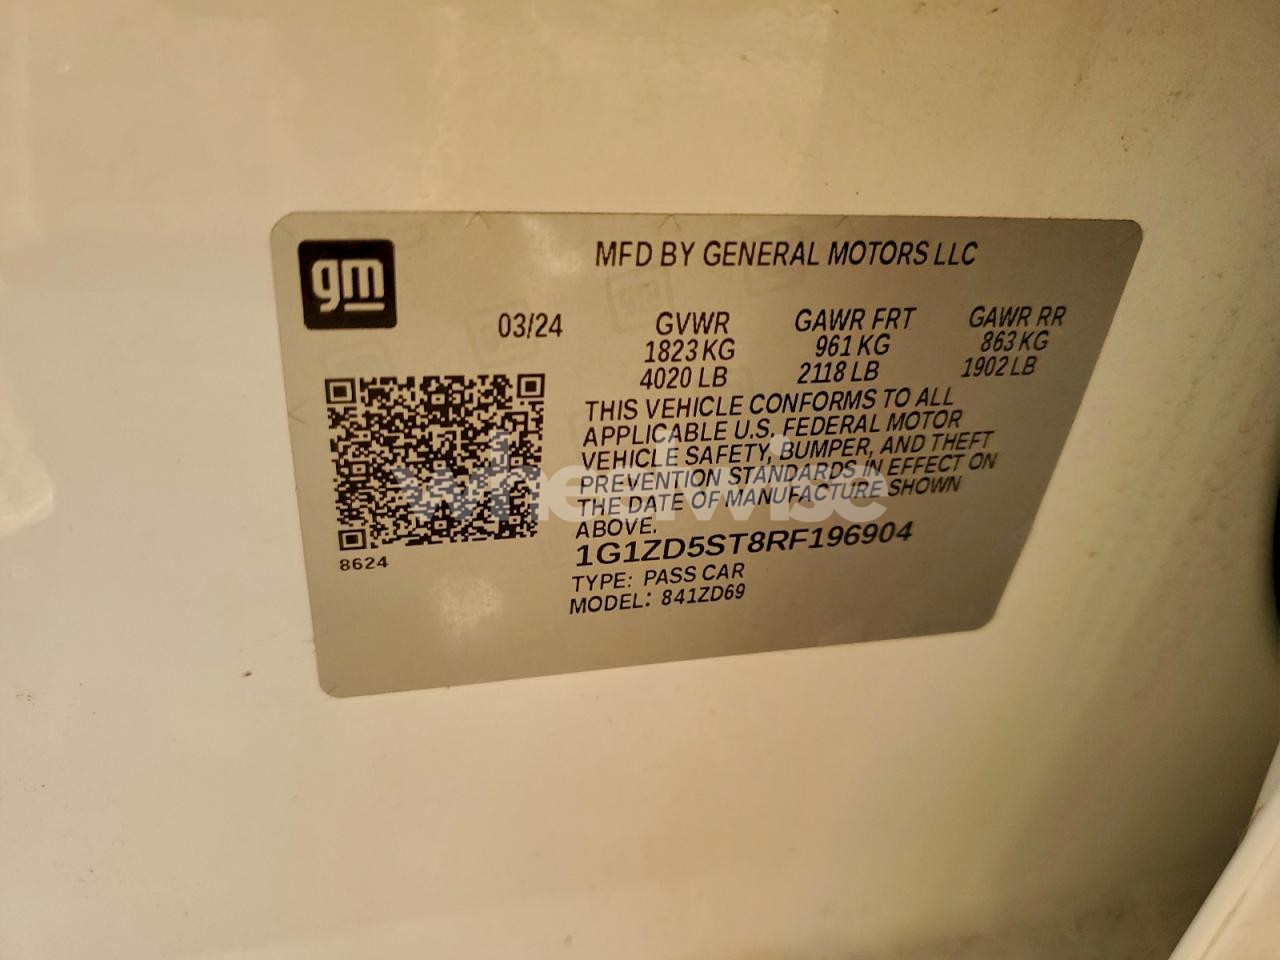 gm
MFD BY GENERAL MOTORS LLC
03/24 GVWR GAWR FRT GAWR RR
1823 KG 961 KG 863 KG
4020 LB 2118 LB 1902 LB
THIS VEHICLE CONFORMS TO ALL
APPLICABLE U.S. FEDERAL MOTOR
VEHICLE SAFETY, BUMPER, AND THEFT
PREVENTION STANDARDS IN EFFECT ON
THE DATE OF MANUFACTURE SHOWN
ABOVE.
1G1ZD5ST8RF196904
TYPE: PASS CAR
MODEL: 841ZD69
8624
wheelwise